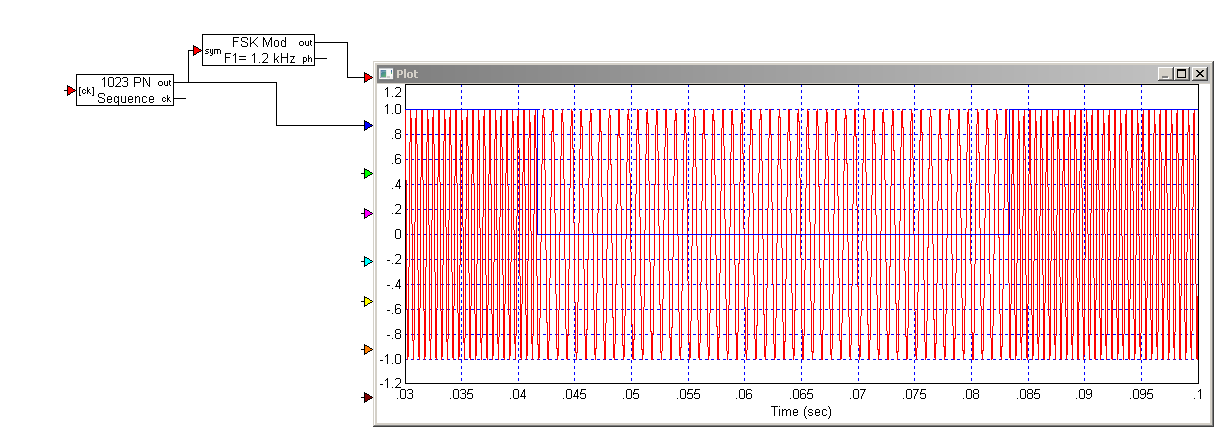 FSK Mod out
sym
F1= 1.2 kHz ph
1023 PN out
[ck]
Sequence ck
Plot
1.2
1.0
.8
.6
.4
.2
0
-.2
-.4
-.6
-.8
-1.0
-1.2
.03 .035 .04 .045 .05 .055 .06 .065 .07 .075 .08 .085 .09 .095 .1
Time (sec)